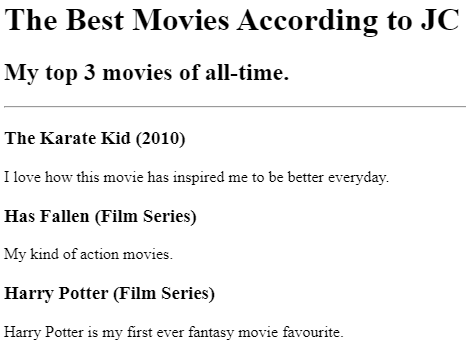 The Best Movies According to JC
My top 3 movies of all-time.
The Karate Kid (2010)
I love how this movie has inspired me to be better everyday.
Has Fallen (Film Series)
My kind of action movies.
Harry Potter (Film Series)
Harry Potter is my first ever fantasy movie favourite.